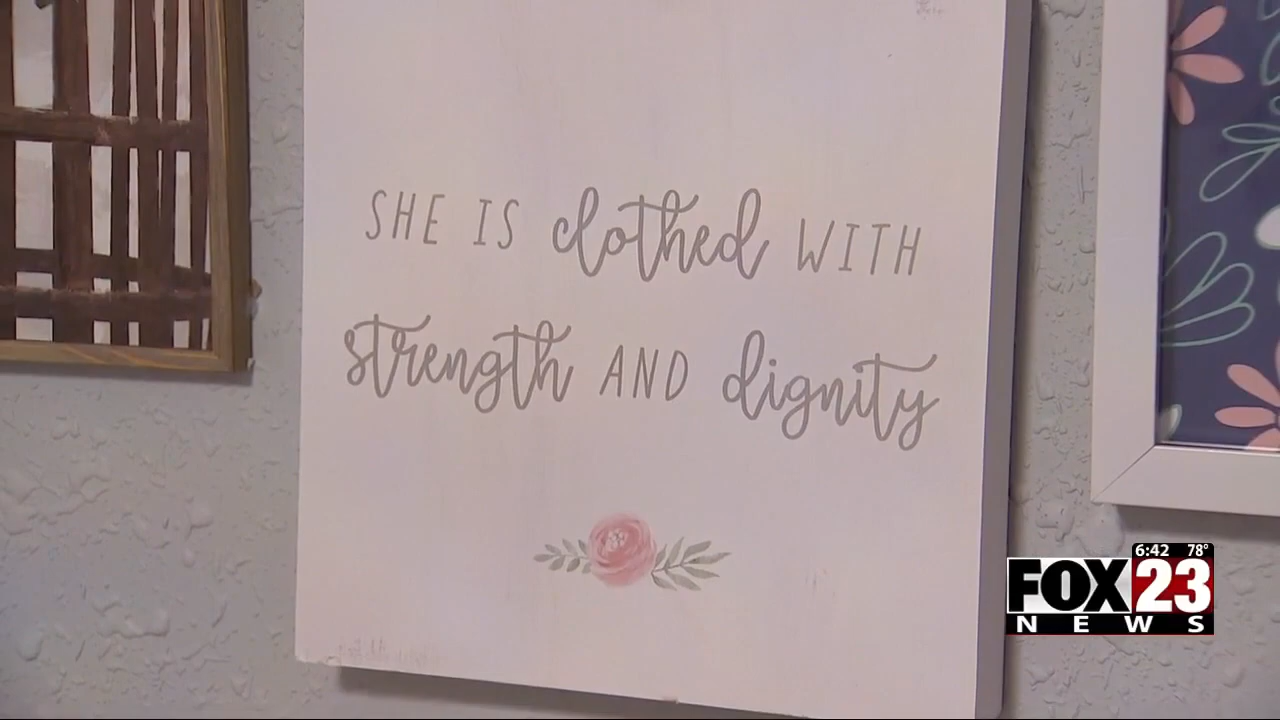 SHE IS clothed WITH
strength AND dignity
6:42 78°
FOX 23
NEWS